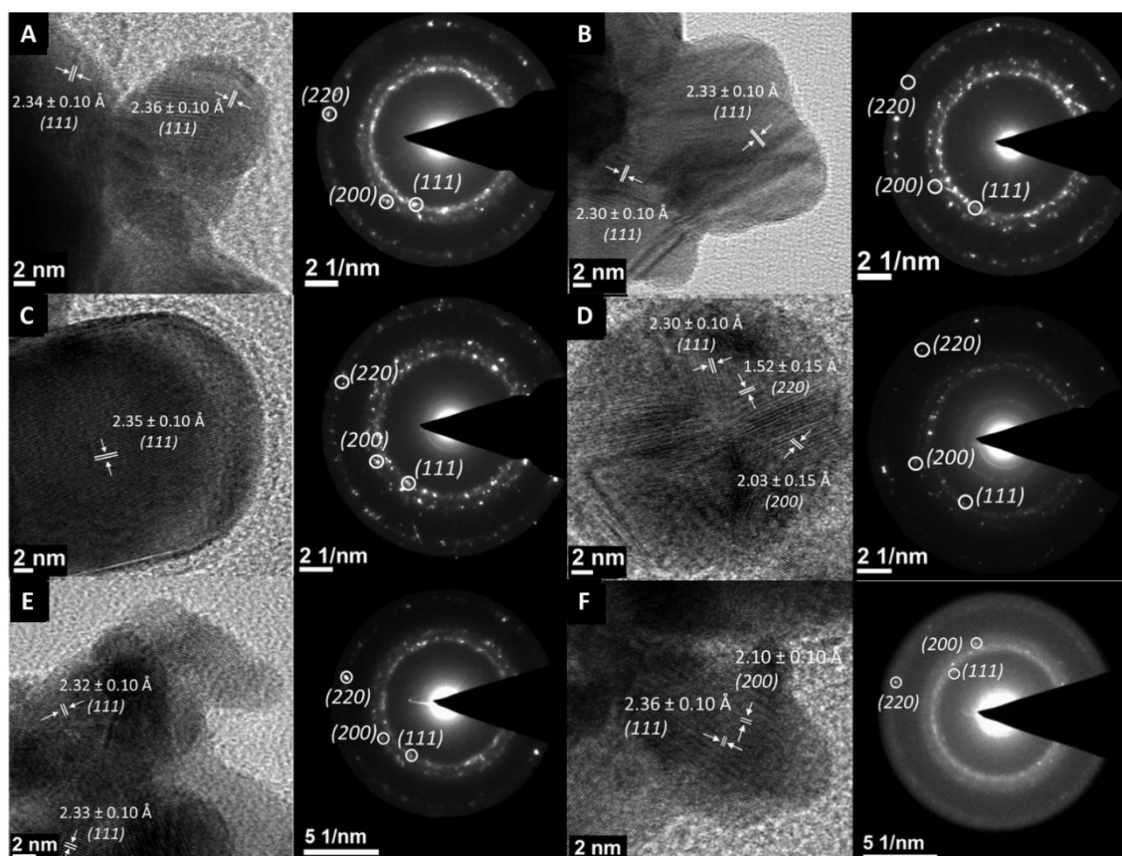 A
2.34 ± 0.10 Å
(111)
2.36 ± 0.10 Å
(111)
2 nm
(220)
(200)
(111)
2 1/nm
B
2.33 ± 0.10 Å
(111)
2.30 ± 0.10 Å
(111)
2 nm
(220)
(200)
(111)
2 1/nm
C
2.35 ± 0.10 Å
(111)
2 nm
(220)
(200)
(111)
2 1/nm
D
2.30 ± 0.10 Å
(111)
1.52 ± 0.15 Å
(220)
2.03 ± 0.15 Å
(200)
2 nm
(220)
(200)
(111)
2 1/nm
E
2.32 ± 0.10 Å
(111)
2.33 ± 0.10 Å
(111)
2 nm
(220)
(200)
(111)
5 1/nm
F
2.10 ± 0.10 Å
(200)
2.36 ± 0.10 Å
(111)
2 nm
(200)
(111)
(220)
5 1/nm